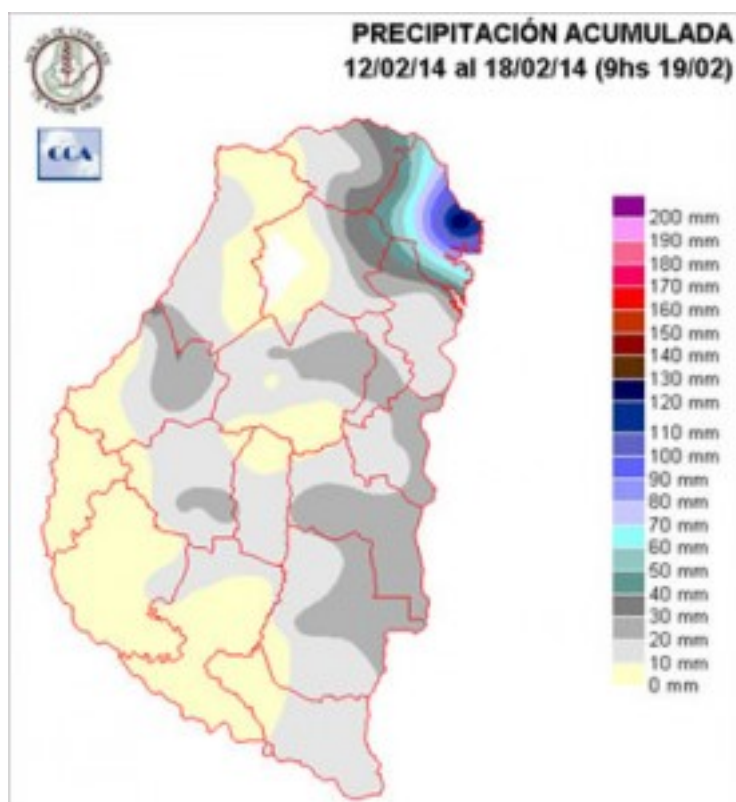 PRECIPITACIÓN ACUMULADA
12/02/14 al 18/02/14 (9hs 19/02)
CCA
200 mm
190 mm
180 mm
170 mm
160 mm
150 mm
140 mm
130 mm
120 mm
110 mm
100 mm
90 mm
80 mm
70 mm
60 mm
50 mm
40 mm
30 mm
20 mm
10 mm
0 mm